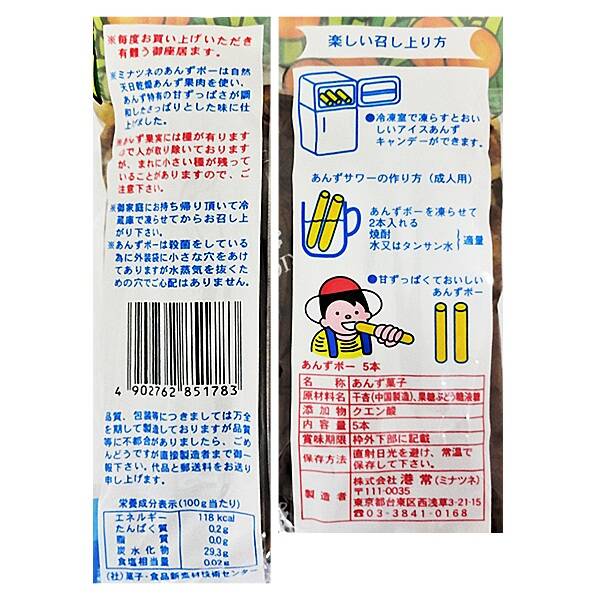 ※毎度お買い上げいただき
有難う御座居ます。
※ミナツネのあんずボーは自然
天日乾燥あんず果肉を使い、
あんず特有の甘ずっぱさが調
和したさっぱりとした味に仕
上げました。
※あんず果実には種が有ります
ので人が取り除いております
が、まれに小さい種が残って
いることがありますので、ご
注意下さい。
※御家庭にお持ち帰り頂いて冷
蔵庫で凍らせてからお召し上
がり下さい。
※あんずボーは殺菌をしている
為に外装袋に小さな穴をあけ
てありますが水蒸気を抜くた
めの穴でご心配はありません。
4 902762 851783
品質、包装等につきましては万全
を期して製造しておりますが品質
等に不都合がありましたら、ごめ
んどうですが直接製造者まで御一
報下さい。代品と郵送料をお送り
申し上げます。
栄養成分表示(100g当たり)
エネルギー 118kcal
たんぱく質 0.2g
脂質 0.0g
炭水化物 29.3g
食塩相当量 0.02g
(社)菓子・食品新素材技術センター
楽しい召し上り方
●冷凍室で凍らすとおい
しいアイスあんず
キャンデーができます。
あんずサワーの作り方(成人用)
あんずボーを凍らせて
2本入れる
焼酎
水又はタンサン水
適量
●甘ずっぱくておいしい
あんずボー
あんずボー 5本
名称 あんず菓子
原材料名 干杏(中国製造)、果糖ぶどう糖液糖
添加物 クエン酸
内容量 5本
賞味期限 枠外下部に記載
保存方法 直射日光を避け、常温で
保存して下さい。
製造者 株式会社 港常(ミナツネ)
〒111-0035
東京都台東区西浅草3-21-15
☎03-3841-0168